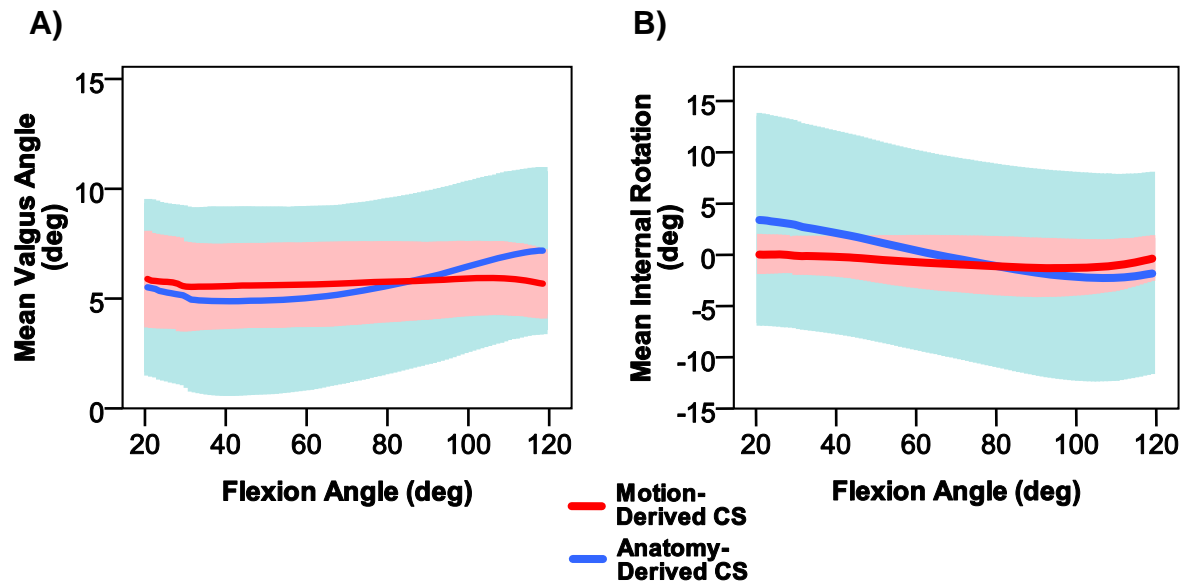 A)
Mean Valgus Angle
(deg)
15
10
5
0
20 40 60 80 100 120
Flexion Angle (deg)
B)
Mean Internal Rotation
(deg)
15
10
5
0
-5
-10
-15
20 40 60 80 100 120
Flexion Angle (deg)
Motion-
Derived CS
Anatomy-
Derived CS